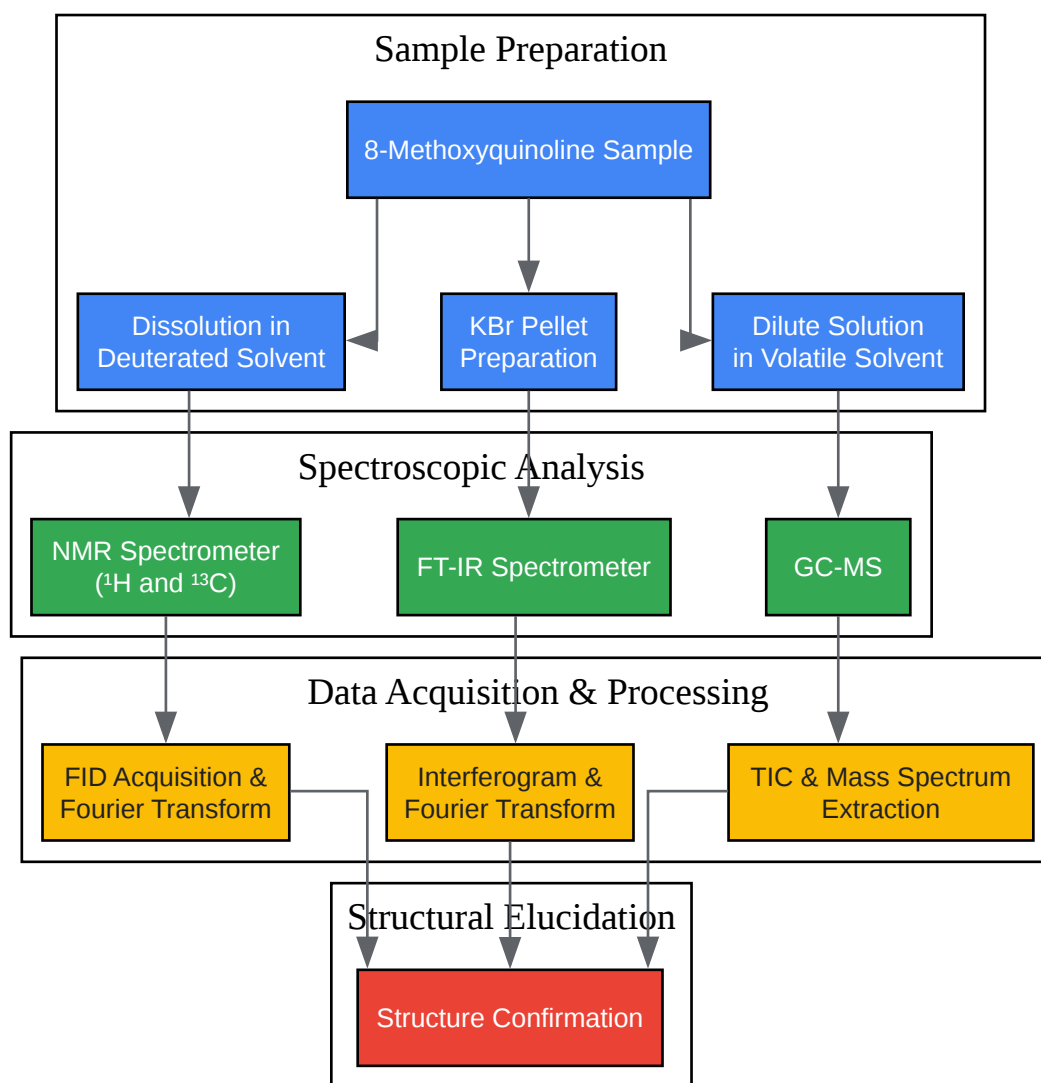 Sample Preparation
8-Methoxyquinoline Sample
Dissolution in
Deuterated Solvent
KBr Pellet
Preparation
Dilute Solution
in Volatile Solvent
Spectroscopic Analysis
NMR Spectrometer
(¹H and ¹³C)
FT-IR Spectrometer
GC-MS
Data Acquisition & Processing
FID Acquisition &
Fourier Transform
Interferogram &
Fourier Transform
TIC & Mass Spectrum
Extraction
Structural Elucidation
Structure Confirmation